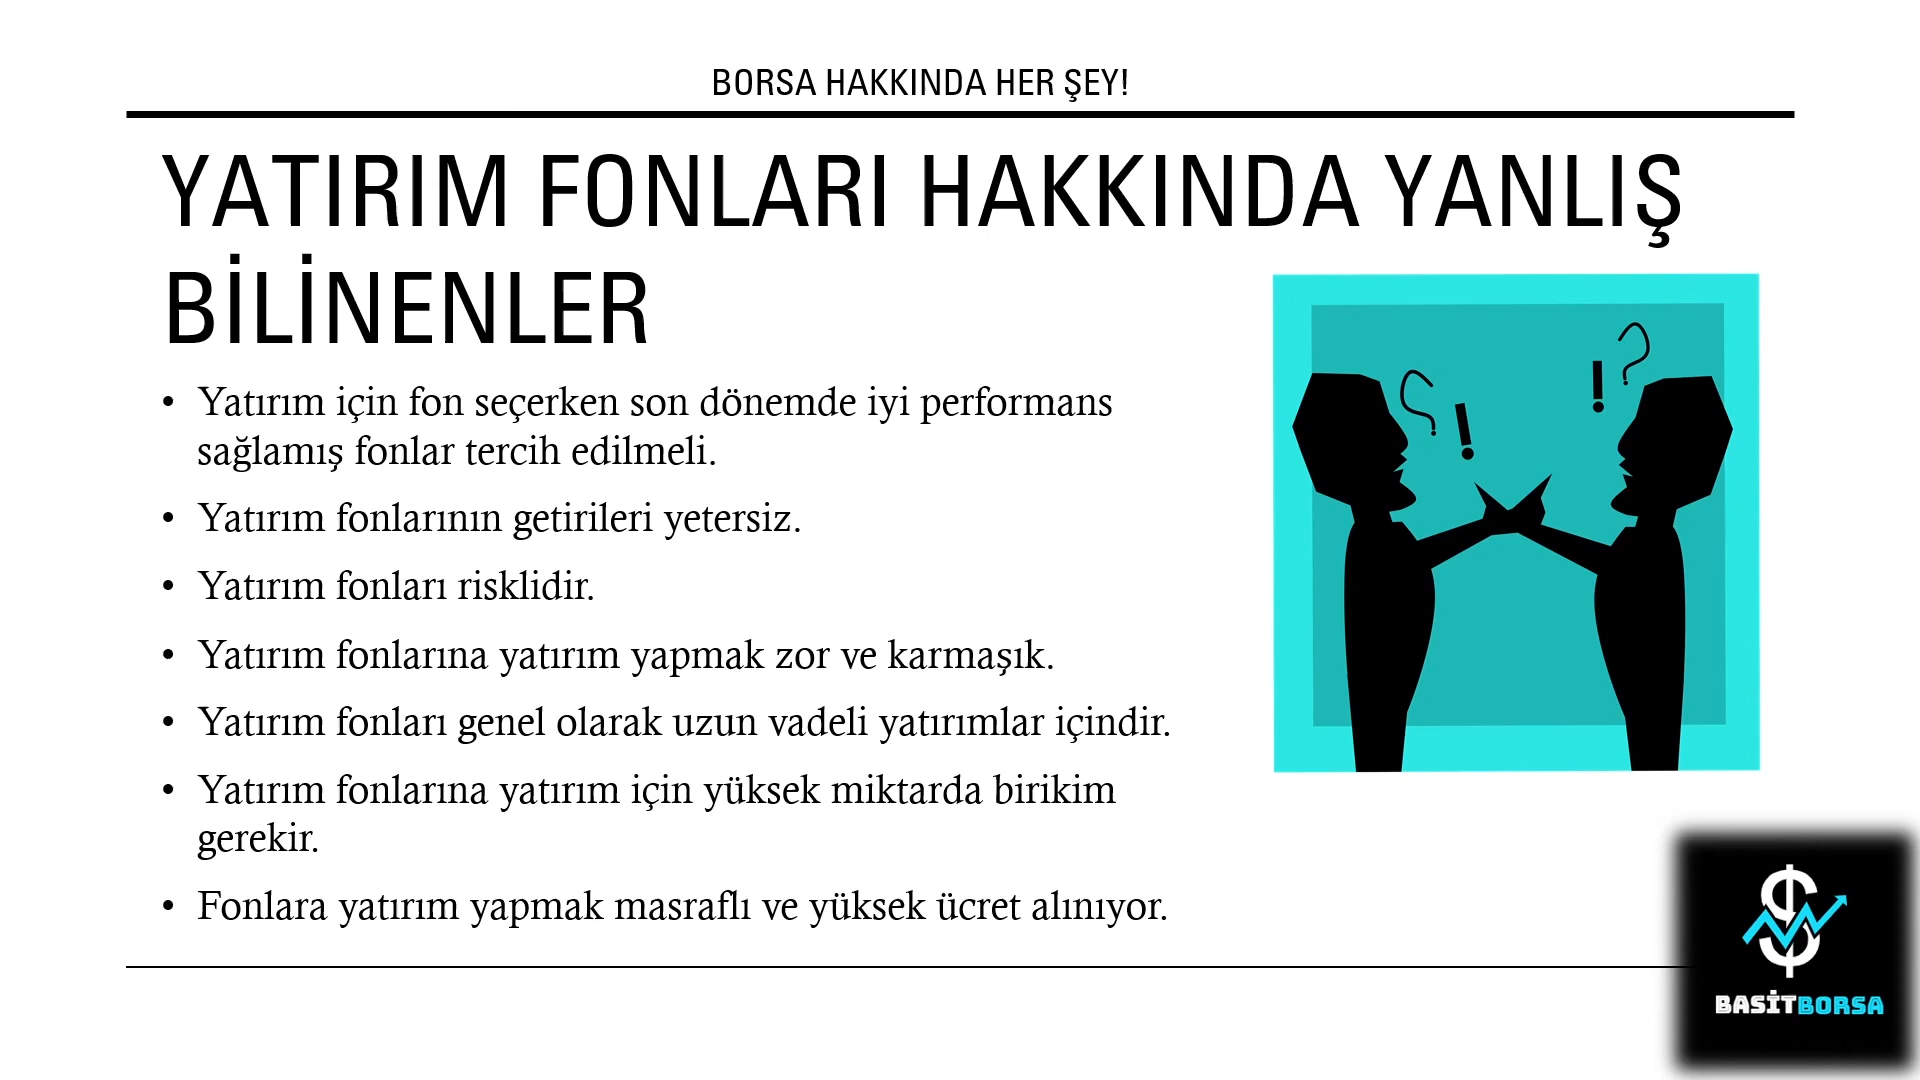 BORSA HAKKINDA HER ŞEY!
YATIRIM FONLARI HAKKINDA YANLIŞ
BİLİNENLER
• Yatırım için fon seçerken son dönemde iyi performans
sağlamış fonlar tercih edilmeli.
• Yatırım fonlarının getirileri yetersiz.
• Yatırım fonları risklidir.
• Yatırım fonlarına yatırım yapmak zor ve karmaşık.
• Yatırım fonları genel olarak uzun vadeli yatırımlar içindir.
• Yatırım fonlarına yatırım için yüksek miktarda birikim
gerekir.
• Fonlara yatırım yapmak masraflı ve yüksek ücret alınıyor.
? !
! ?
BASİTBORSA